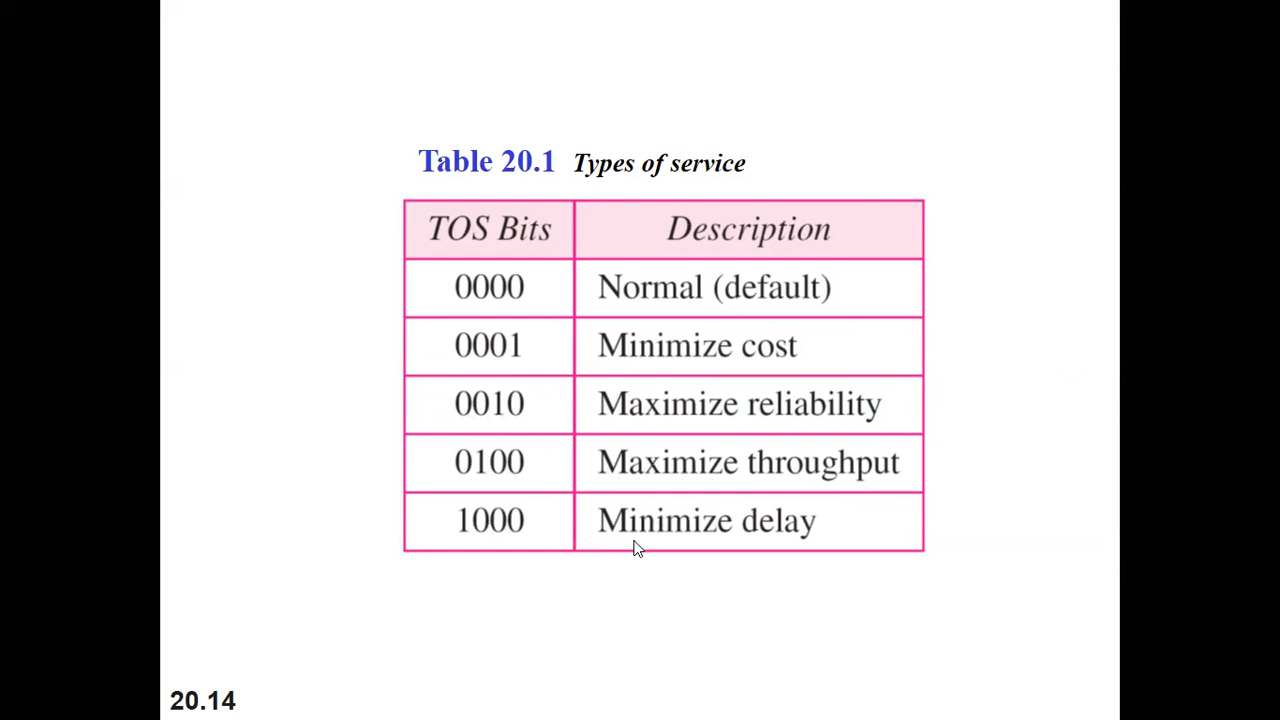 Table 20.1 Types of service
TOS Bits Description
0000 Normal (default)
0001 Minimize cost
0010 Maximize reliability
0100 Maximize throughput
1000 Minimize delay
20.14